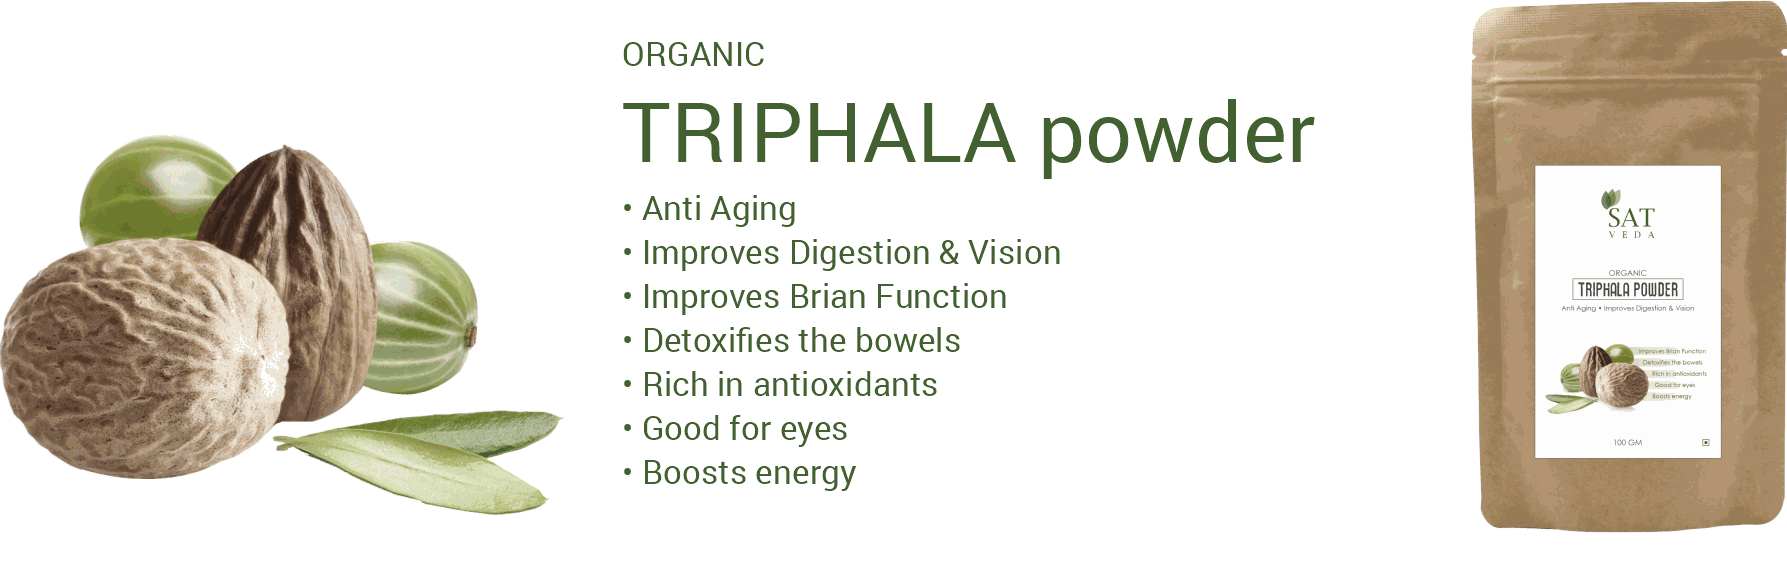 ORGANIC
TRIPHALA powder
• Anti Aging
• Improves Digestion & Vision
• Improves Brian Function
• Detoxifies the bowels
• Rich in antioxidants
• Good for eyes
• Boosts energy
SAT
VEDA
ORGANIC
TRIPHALA POWDER
Anti Aging • Improves Digestion & Vision
Improves Brian Function
Detoxifies the bowels
Rich in antioxidants
Good for eyes
Boosts energy
100 GM